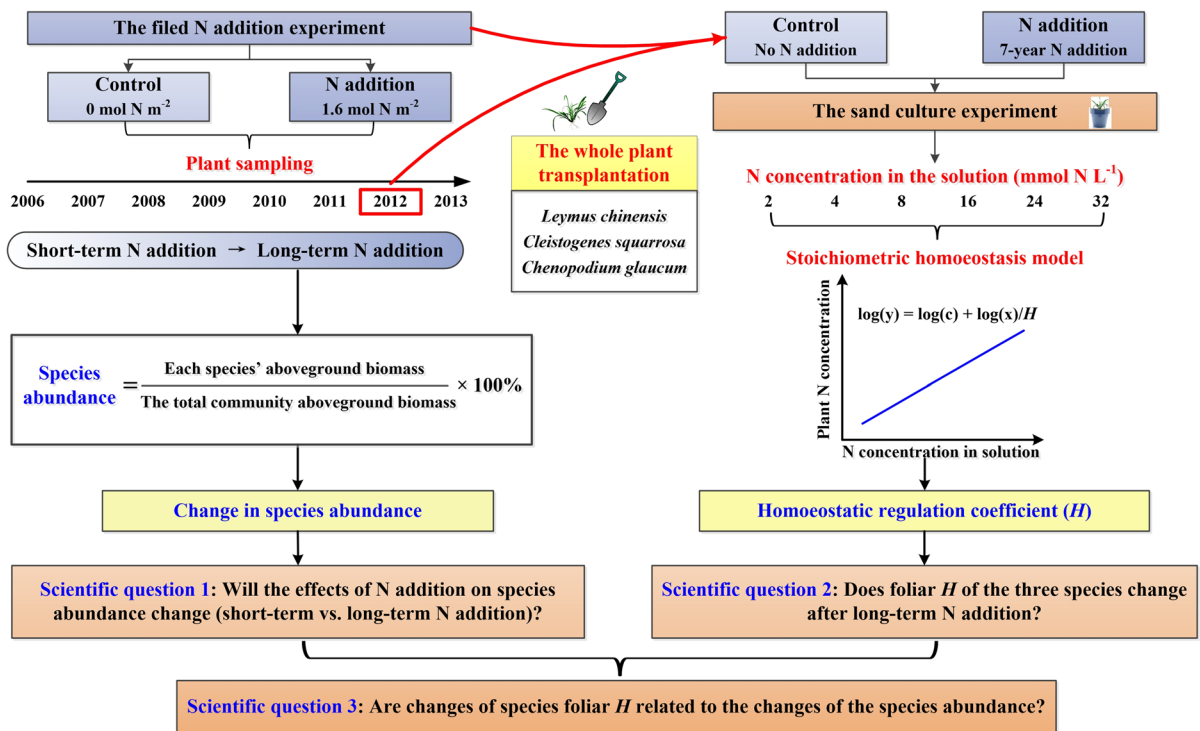 The filed N addition experiment
Control
0 mol N m⁻²
N addition
1.6 mol N m⁻²
Plant sampling
2006 2007 2008 2009 2010 2011 2012 2013
Short-term N addition → Long-term N addition
Species
abundance
=
Each species’ aboveground biomass
The total community aboveground biomass
× 100%
Change in species abundance
Scientific question 1: Will the effects of N addition on species
abundance change (short-term vs. long-term N addition)?
The whole plant
transplantation
Leymus chinensis
Cleistogenes squarrosa
Chenopodium glaucum
Control
No N addition
N addition
7-year N addition
The sand culture experiment
N concentration in the solution (mmol N L⁻¹)
2 4 8 16 24 32
Stoichiometric homoeostasis model
log(y) = log(c) + log(x)/H
Plant N concentration
N concentration in solution
Homoeostatic regulation coefficient (H)
Scientific question 2: Does foliar H of the three species change
after long-term N addition?
Scientific question 3: Are changes of species foliar H related to the changes of the species abundance?